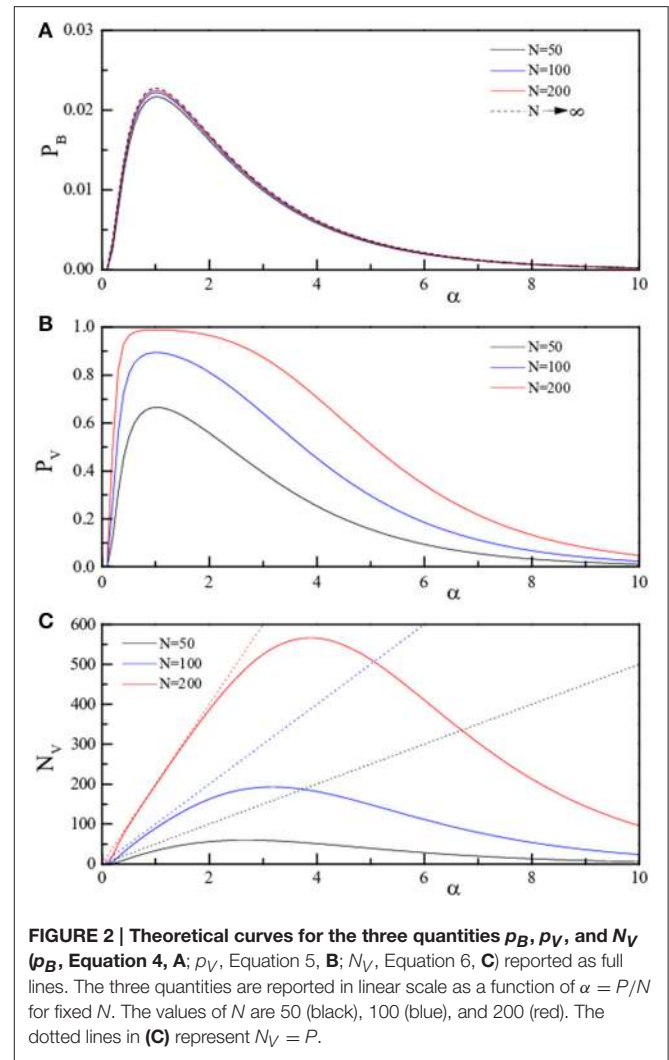 A
0.03
0.02
0.01
0.00
P_B
N=50
N=100
N=200
N → ∞
0 2 4 6 8 10
α
B
1.0
0.8
0.6
0.4
0.2
0.0
P_V
N=50
N=100
N=200
0 2 4 6 8 10
α
C
600
500
400
300
200
100
0
N_V
N=50
N=100
N=200
0 2 4 6 8 10
α
FIGURE 2 | Theoretical curves for the three quantities p_B, p_V, and N_V
(p_B, Equation 4, A; p_V, Equation 5, B; N_V, Equation 6, C) reported as full
lines. The three quantities are reported in linear scale as a function of α = P/N
for fixed N. The values of N are 50 (black), 100 (blue), and 200 (red). The
dotted lines in (C) represent N_V = P.